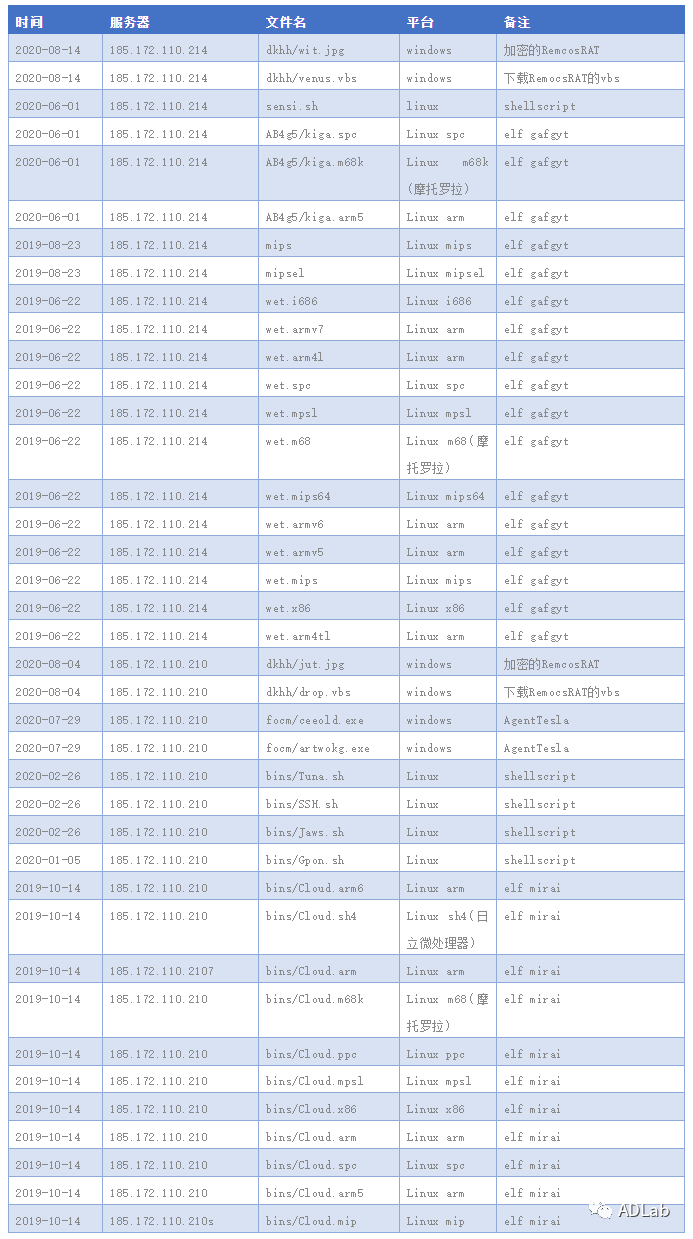 时间 服务器 文件名 平台 备注
2020-08-14 185.172.110.214 dkhh/wit.jpg windows 加密的RemcosRAT
2020-08-14 185.172.110.214 dkhh/venus.vbs windows 下载RemocsRAT的vbs
2020-06-01 185.172.110.214 sensi.sh linux shellscript
2020-06-01 185.172.110.214 AB4g5/kiga.spc Linux spc elf gafgyt
2020-06-01 185.172.110.214 AB4g5/kiga.m68k Linux m68k elf gafgyt
(摩托罗拉)
2020-06-01 185.172.110.214 AB4g5/kiga.arm5 Linux arm elf gafgyt
2019-08-23 185.172.110.214 mips Linux mips elf gafgyt
2019-08-23 185.172.110.214 mipsel Linux mipsel elf gafgyt
2019-06-22 185.172.110.214 wet.i686 Linux i686 elf gafgyt
2019-06-22 185.172.110.214 wet.armv7 Linux arm elf gafgyt
2019-06-22 185.172.110.214 wet.arm4l Linux arm elf gafgyt
2019-06-22 185.172.110.214 wet.spc Linux spc elf gafgyt
2019-06-22 185.172.110.214 wet.mpsl Linux mpsl elf gafgyt
2019-06-22 185.172.110.214 wet.m68 Linux m68(摩 elf gafgyt
托罗拉)
2019-06-22 185.172.110.214 wet.mips64 Linux mips64 elf gafgyt
2019-06-22 185.172.110.214 wet.armv6 Linux arm elf gafgyt
2019-06-22 185.172.110.214 wet.armv5 Linux arm elf gafgyt
2019-06-22 185.172.110.214 wet.mips Linux mips elf gafgyt
2019-06-22 185.172.110.214 wet.x86 Linux x86 elf gafgyt
2019-06-22 185.172.110.214 wet.arm4tl Linux arm elf gafgyt
2020-08-04 185.172.110.210 dkhh/jut.jpg windows 加密的RemcosRAT
2020-08-04 185.172.110.210 dkhh/drop.vbs windows 下载RemocsRAT的vbs
2020-07-29 185.172.110.210 focm/ceeold.exe windows AgentTesla
2020-07-29 185.172.110.210 focm/artwokg.exe windows AgentTesla
2020-02-26 185.172.110.210 bins/Tuna.sh Linux shellscript
2020-02-26 185.172.110.210 bins/SSH.sh Linux shellscript
2020-02-26 185.172.110.210 bins/Jaws.sh Linux shellscript
2020-01-05 185.172.110.210 bins/Gpon.sh Linux shellscript
2019-10-14 185.172.110.210 bins/Cloud.arm6 Linux arm elf mirai
2019-10-14 185.172.110.210 bins/Cloud.sh4 Linux sh4(日 elf mirai
立微处理器)
2019-10-14 185.172.110.2107 bins/Cloud.arm Linux arm elf mirai
2019-10-14 185.172.110.210 bins/Cloud.m68k Linux m68(摩 elf mirai
托罗拉)
2019-10-14 185.172.110.210 bins/Cloud.ppc Linux ppc elf mirai
2019-10-14 185.172.110.210 bins/Cloud.mpsl Linux mpsl elf mirai
2019-10-14 185.172.110.210 bins/Cloud.x86 Linux x86 elf mirai
2019-10-14 185.172.110.210 bins/Cloud.arm Linux arm elf mirai
2019-10-14 185.172.110.210 bins/Cloud.spc Linux spc elf mirai
2019-10-14 185.172.110.210 bins/Cloud.arm5 Linux arm elf mirai
2019-10-14 185.172.110.210s bins/Cloud.mip Linux mip elf mirai
ADLab